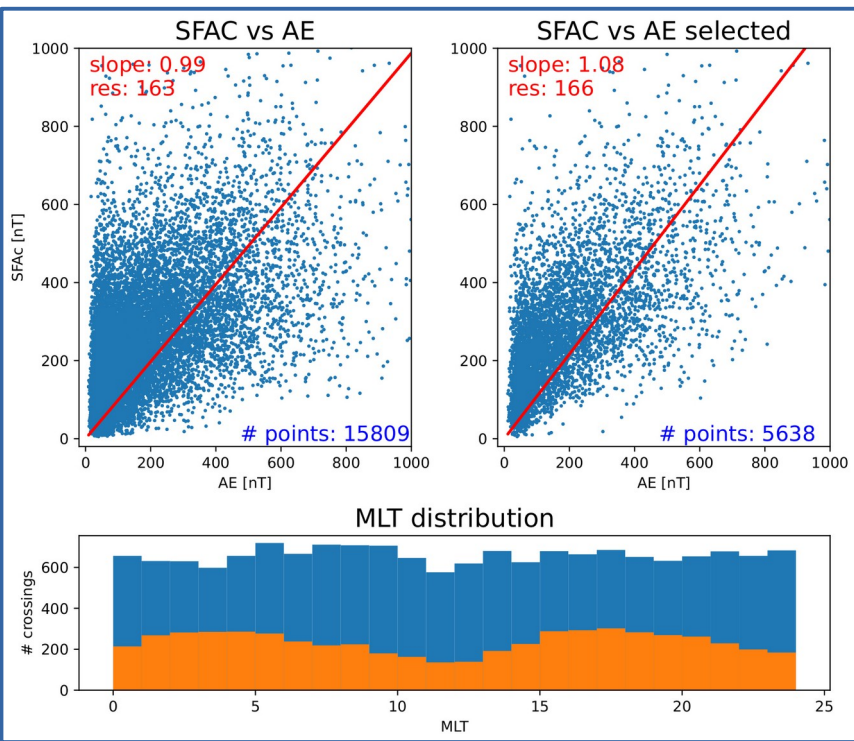 SFAC vs AE
slope: 0.99
res: 163
1000
800
600
400
200
0
SFAc [nT]
# points: 15809
0 200 400 600 800 1000
AE [nT]
SFAC vs AE selected
slope: 1.08
res: 166
1000
800
600
400
200
0
# points: 5638
0 200 400 600 800 1000
AE [nT]
MLT distribution
600
400
200
0
# crossings
0 5 10 15 20 25
MLT